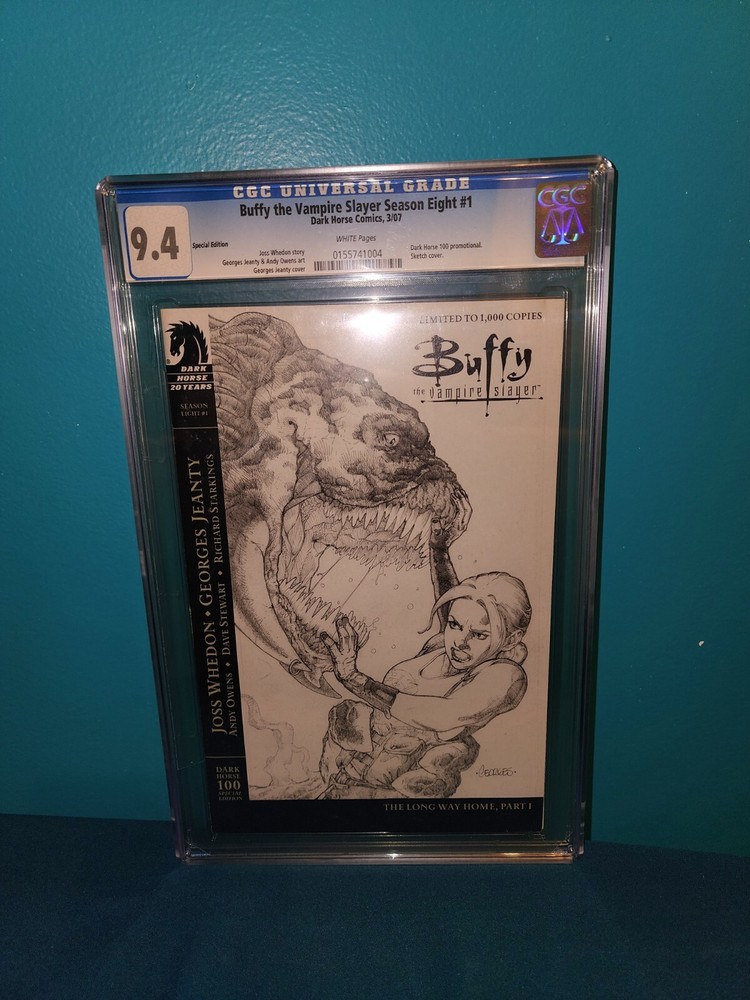 CGC UNIVERSAL GRADE
Buffy the Vampire Slayer Season Eight #1
Dark Horse Comics, 3/07
9.4
Special Edition
WHITE Pages
Joss Whedon story
Georges Jeanty & Andy Owens art
Georges Jeanty cover
0155741004
Dark Horse 100 promotional.
Sketch cover.
CGC
LIMITED TO 1,000 COPIES
Buffy
the vampire slayer
DARK
HORSE
20 YEARS
SEASON
EIGHT #1
JOSS WHEDON • GEORGES JEANTY
ANDY OWENS • DAVE STEWART • RICHARD STARKINGS
DARK
HORSE
100
SPECIAL
EDITION
GEORGES
THE LONG WAY HOME, PART 1